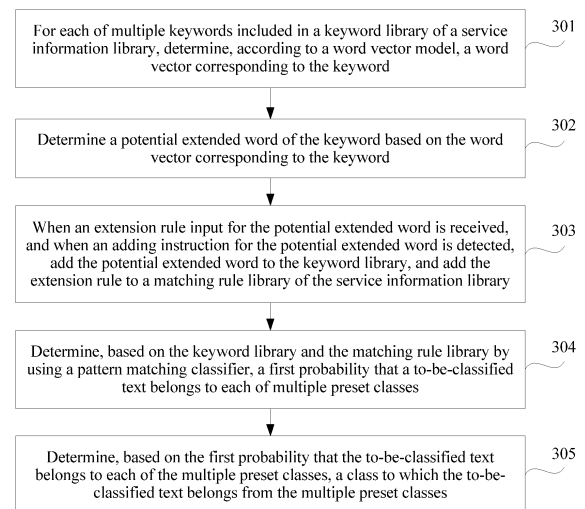 For each of multiple keywords included in a keyword library of a service
information library, determine, according to a word vector model, a word
vector corresponding to the keyword
301
Determine a potential extended word of the keyword based on the word
vector corresponding to the keyword
302
When an extension rule input for the potential extended word is received,
and when an adding instruction for the potential extended word is detected,
add the potential extended word to the keyword library, and add the
extension rule to a matching rule library of the service information library
303
Determine, based on the keyword library and the matching rule library by
using a pattern matching classifier, a first probability that a to-be-classified
text belongs to each of multiple preset classes
304
Determine, based on the first probability that the to-be-classified text
belongs to each of the multiple preset classes, a class to which the to-be-
classified text belongs from the multiple preset classes
305